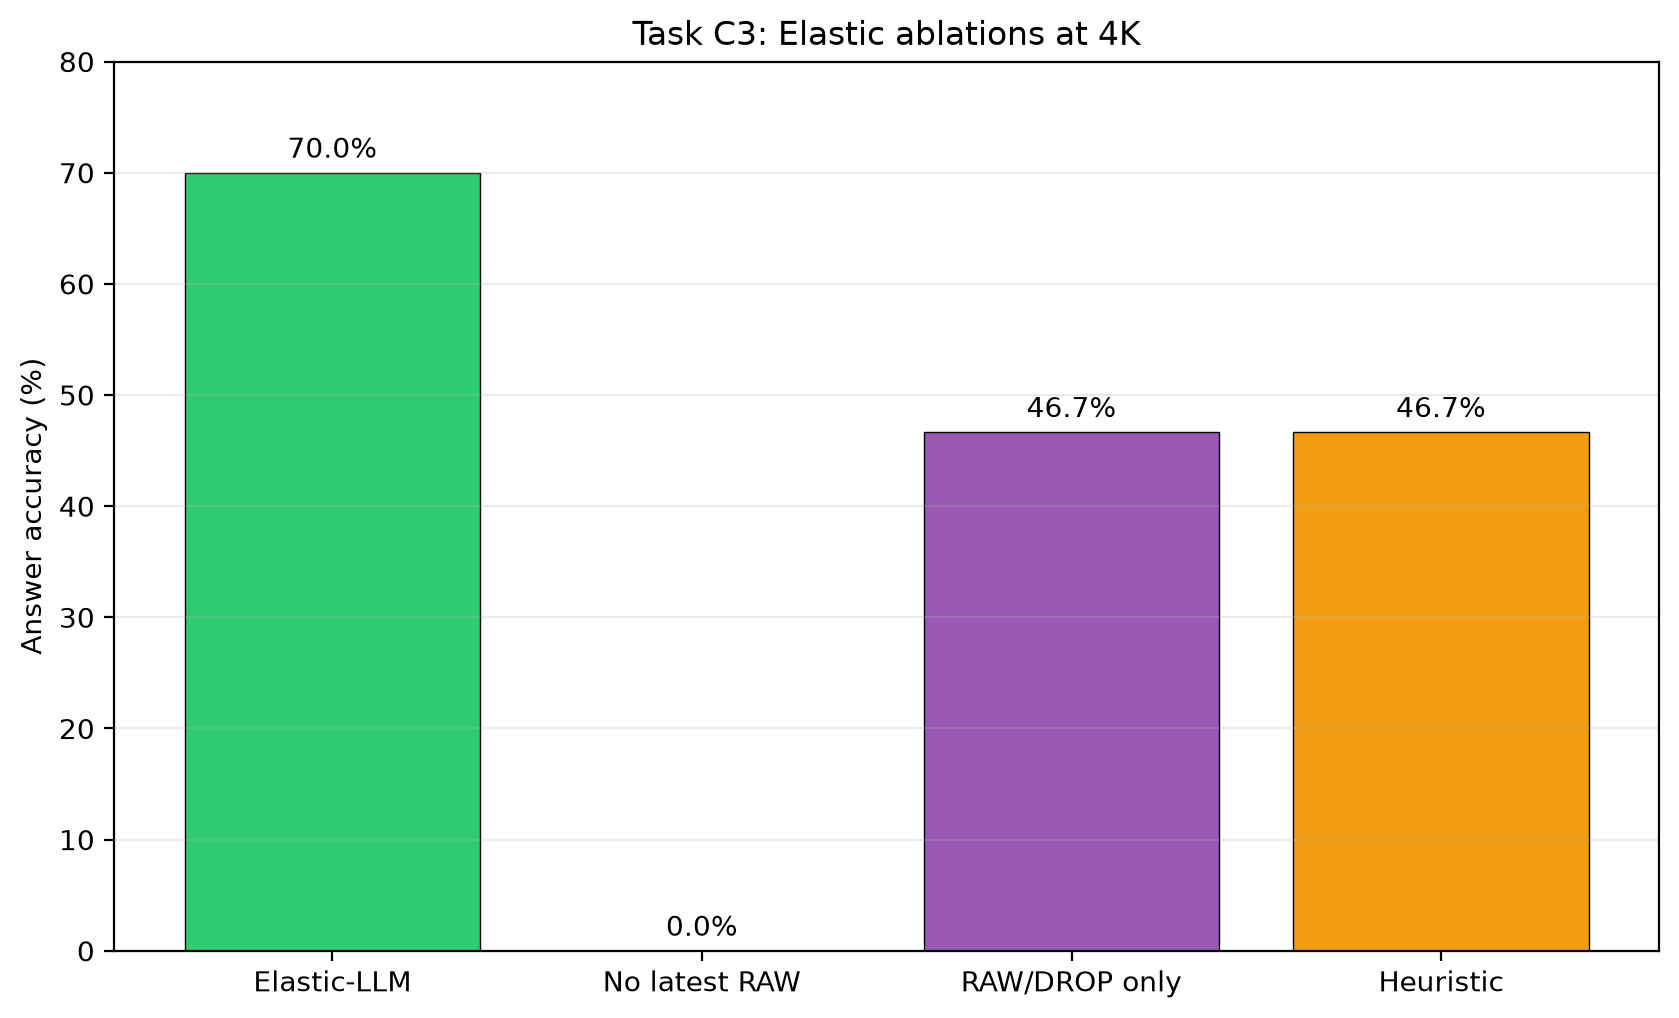 Task C3: Elastic ablations at 4K
Answer accuracy (%)
80
70
60
50
40
30
20
10
0
70.0%
0.0%
46.7%
46.7%
Elastic-LLM
No latest RAW
RAW/DROP only
Heuristic